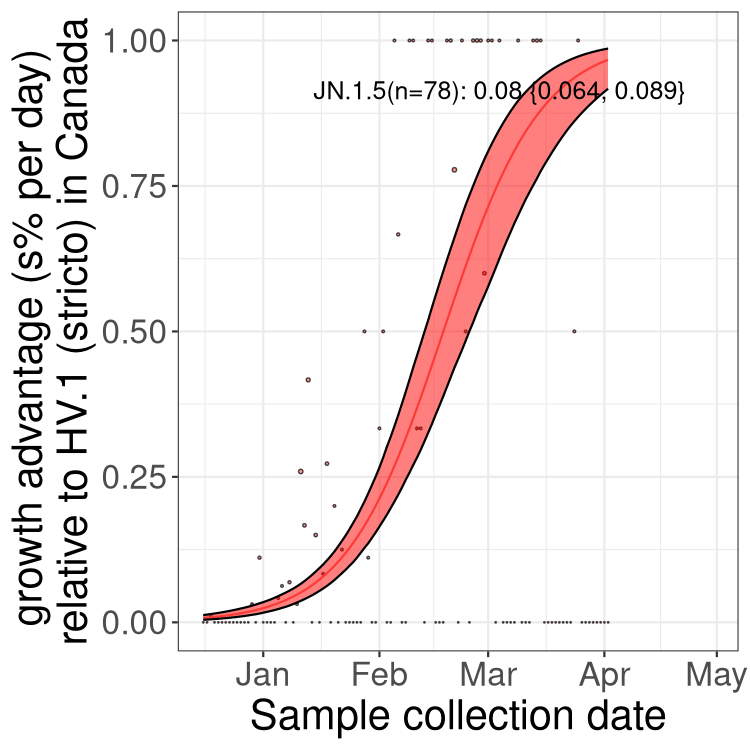 growth advantage (s% per day)
relative to HV.1 (stricto) in Canada
1.00
0.75
0.50
0.25
0.00
JN.1.5(n=78): 0.08 {0.064, 0.089}
Jan Feb Mar Apr May
Sample collection date